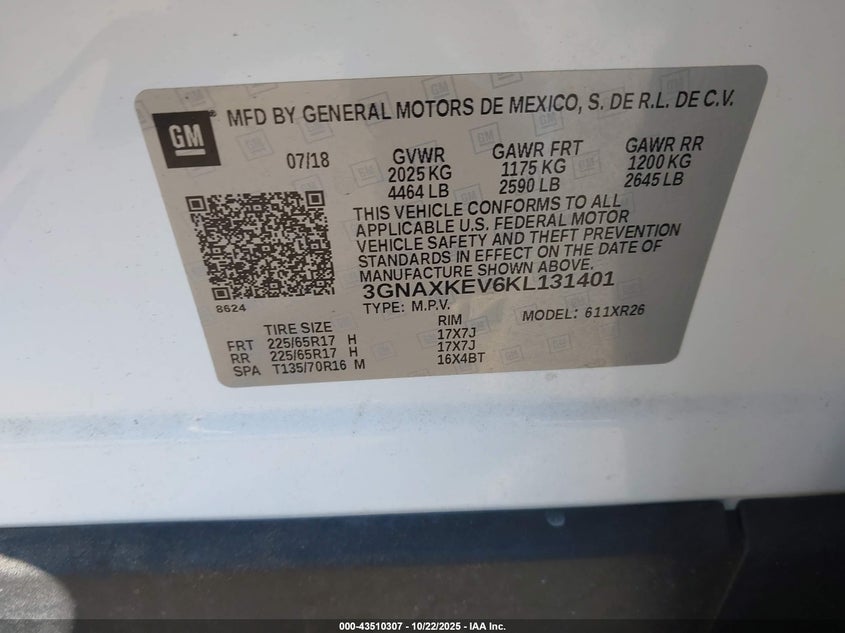 GM
MFD BY GENERAL MOTORS DE MEXICO, S. DE R.L. DE C.V.
07/18 GVWR GAWR FRT GAWR RR
2025 KG 1175 KG 1200 KG
4464 LB 2590 LB 2645 LB
THIS VEHICLE CONFORMS TO ALL
APPLICABLE U.S. FEDERAL MOTOR
VEHICLE SAFETY AND THEFT PREVENTION
STANDARDS IN EFFECT ON THE DATE OF
MANUFACTURE SHOWN ABOVE.
3GNAXKEV6KL131401
8624
TYPE: M.P.V. MODEL: 611XR26
TIRE SIZE RIM
FRT 225/65R17 H 17X7J
RR 225/65R17 H 17X7J
SPA T135/70R16 M 16X4BT
000-43510307 - 10/22/2025 - IAA Inc.